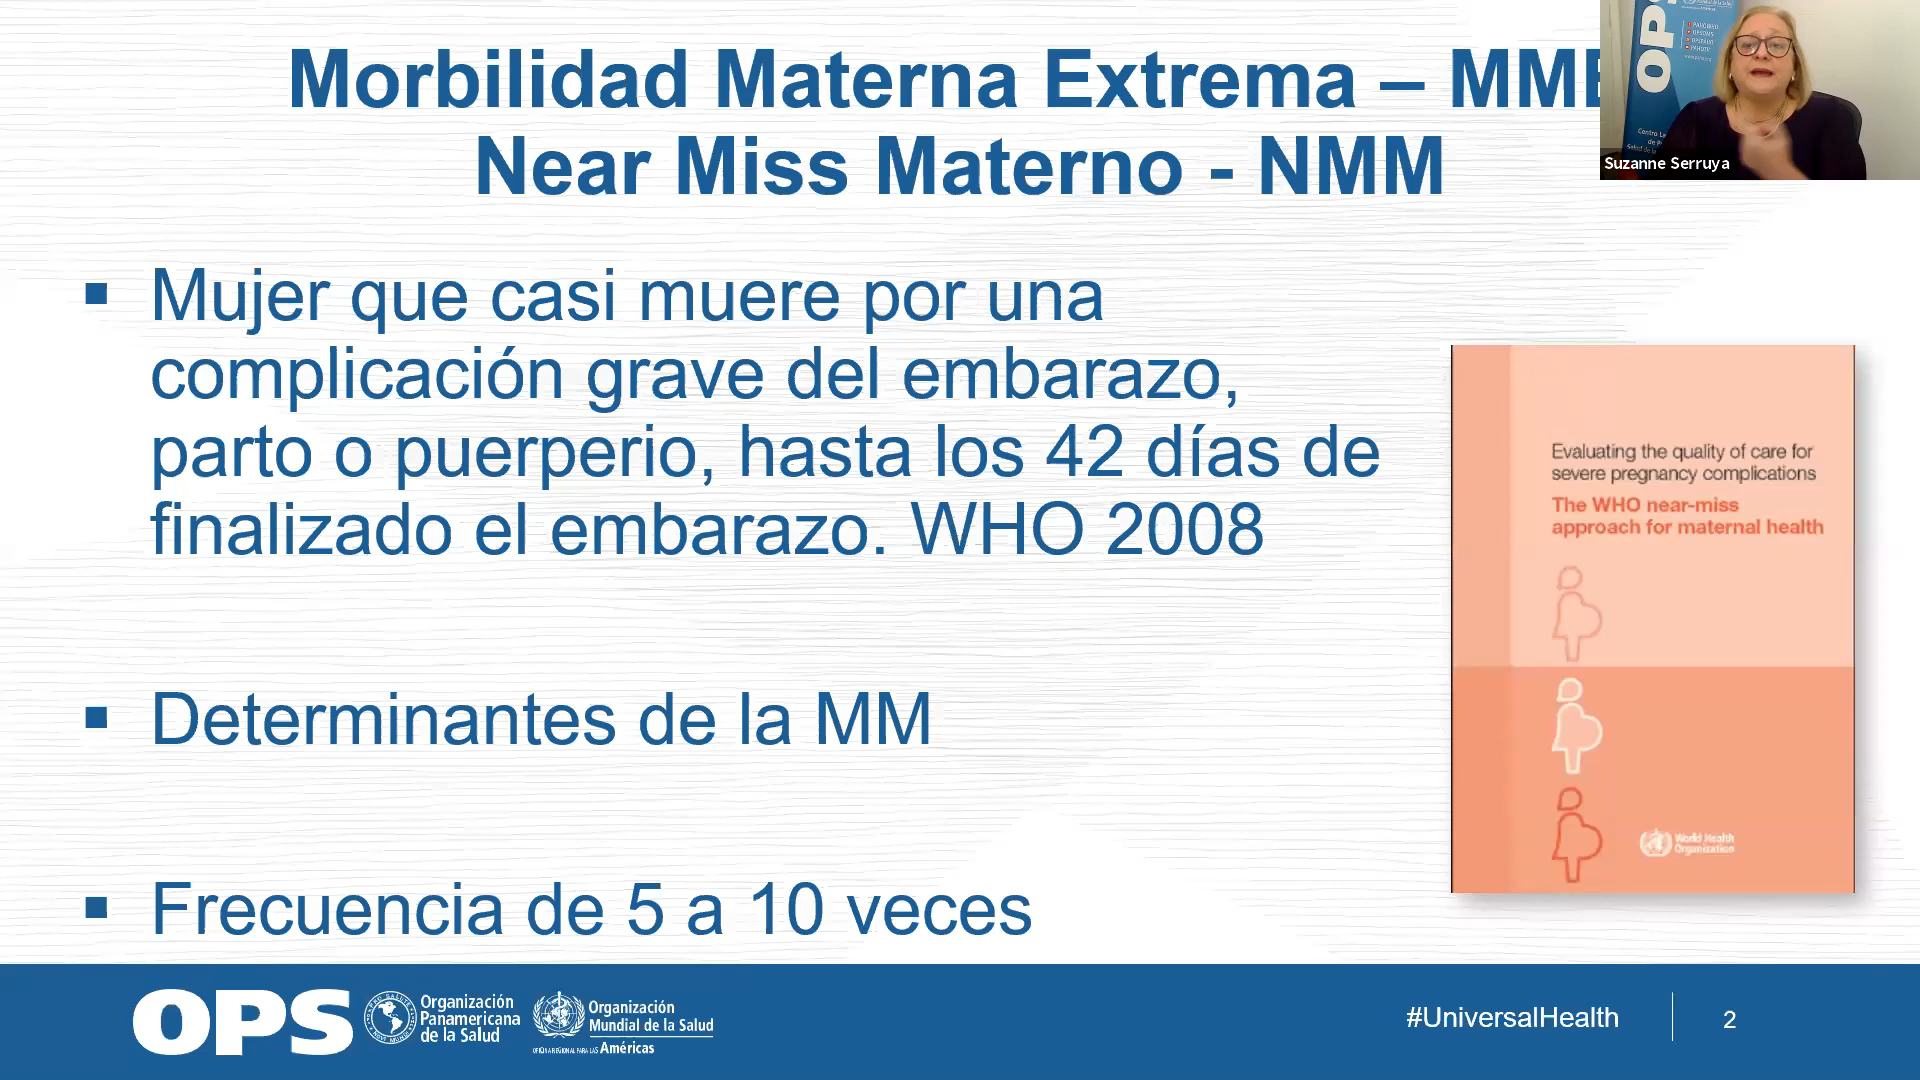 Morbilidad Materna Extrema – MME
Near Miss Materno - NMM
▪ Mujer que casi muere por una
complicación grave del embarazo,
parto o puerperio, hasta los 42 días de
finalizado el embarazo. WHO 2008
▪ Determinantes de la MM
▪ Frecuencia de 5 a 10 veces
Evaluating the quality of care for
severe pregnancy complications
The WHO near-miss
approach for maternal health
World Health
Organization
OPS
Suzanne Serruya
OPS
Organización
Panamericana
de la Salud
Organización
Mundial de la Salud
OFICINA REGIONAL PARA LAS Américas
#UniversalHealth
2